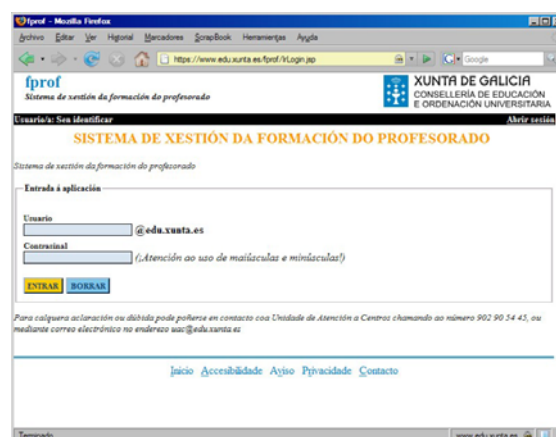 fprof - Mozilla Firefox
Archivo Editar Ver Historial Marcadores ScrapBook Herramientas Ayuda
https://www.edu.xunta.es/fprof/IrLogin.jsp
Google
fprof
Sistema de xestión da formación do profesorado
XUNTA DE GALICIA
CONSELLERÍA DE EDUCACIÓN
E ORDENACIÓN UNIVERSITARIA
Usuario/a: Sen identificar
Abrir sesión
SISTEMA DE XESTIÓN DA FORMACIÓN DO PROFESORADO
Sistema de xestión da formación do profesorado
Entrada á aplicación
Usuario
@edu.xunta.es
Contrasinal
(¡Atención ao uso de maiúsculas e minúsculas!)
ENTRAR BORRAR
Para calquera aclaración ou dúbida pode poñerse en contacto coa Unidade de Atención a Centros chamando ao número 902 90 54 45, ou
mediante correo electrónico no enderezo uac@edu.xunta.es
Inicio Accesibilidade Aviso Privacidade Contacto
Terminado
www.edu.xunta.es